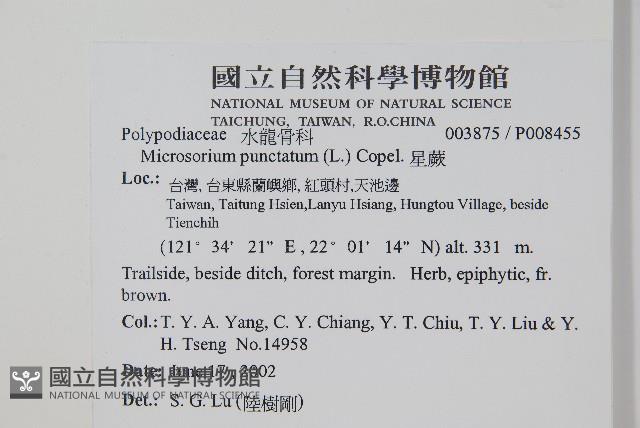 國立自然科學博物館
NATIONAL MUSEUM OF NATURAL SCIENCE
TAICHUNG, TAIWAN, R.O.CHINA
Polypodiaceae 水龍骨科 003875 / P008455
Microsorium punctatum (L.) Copel. 星蕨
Loc.: 台灣, 台東縣蘭嶼鄉, 紅頭村,天池邊
Taiwan, Taitung Hsien,Lanyu Hsiang, Hungtou Village, beside
Tienchih
(121° 34' 21" E , 22° 01' 14" N) alt. 331 m.
Trailside, beside ditch, forest margin. Herb, epiphytic, fr.
brown.
Col.: T. Y. A. Yang, C. Y. Chiang, Y. T. Chiu, T. Y. Liu & Y.
H. Tseng No.14958
Date: June 17, 2002
國立自然科學博物館
NATIONAL MUSEUM OF NATURAL SCIENCE
Det.: S. G. Lu (陸樹剛)